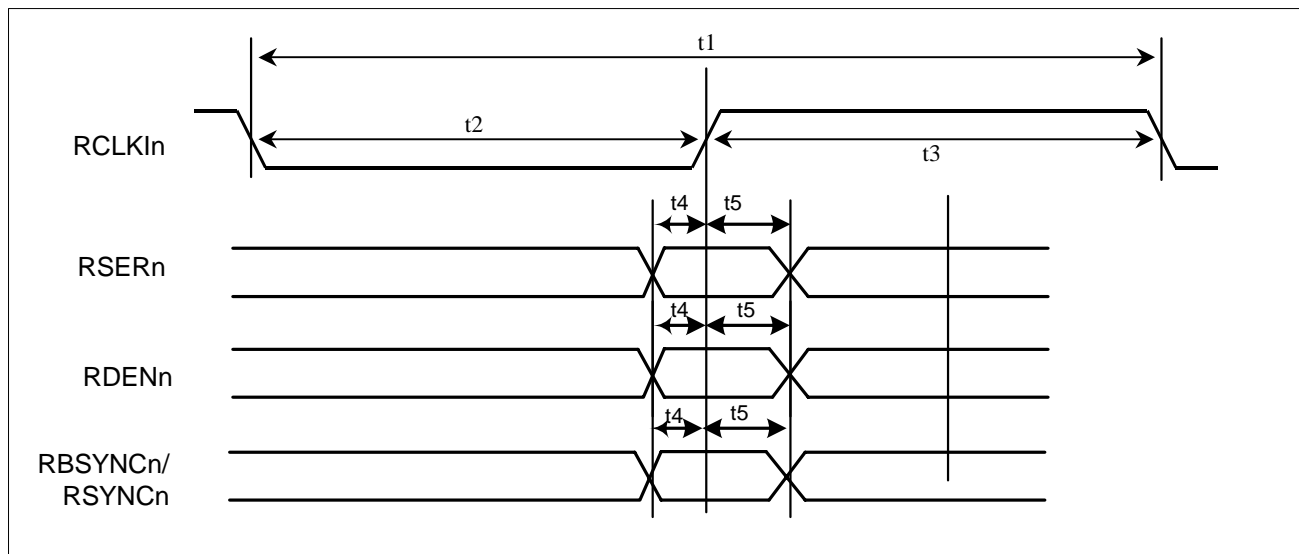 t1
RCLKIn
t2
t3
t4
t5
RSERn
t4
t5
RDENn
t4
t5
RBSYNCn/
RSYNCn